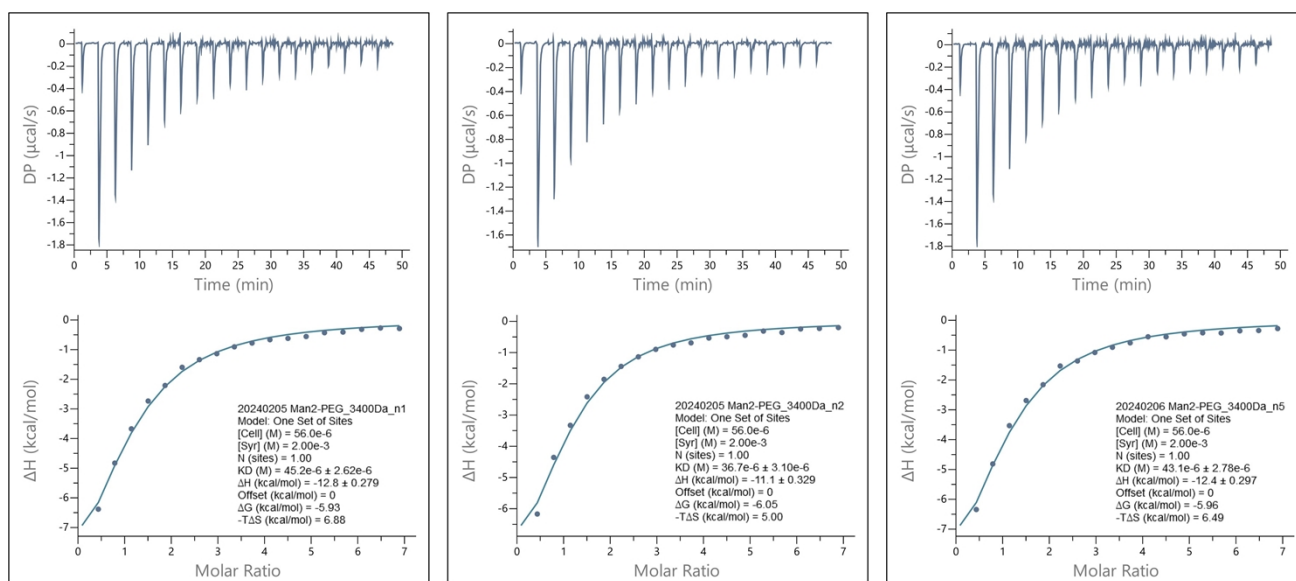 0
-0.2
-0.4
-0.6
-0.8
-1
-1.2
-1.4
-1.6
-1.8
DP (µcal/s)
0 5 10 15 20 25 30 35 40 45 50
Time (min)
0
-1
-2
-3
-4
-5
-6
-7
ΔH (kcal/mol)
20240205 Man2-PEG_3400Da_n1
Model: One Set of Sites
[Cell] (M) = 56.0e-6
[Syr] (M) = 2.00e-3
N (sites) = 1.00
KD (M) = 45.2e-6 ± 2.62e-6
ΔH (kcal/mol) = -12.8 ± 0.279
Offset (kcal/mol) = 0
ΔG (kcal/mol) = -5.93
-TΔS (kcal/mol) = 6.88
0 1 2 3 4 5 6 7
Molar Ratio
0
-0.2
-0.4
-0.6
-0.8
-1
-1.2
-1.4
-1.6
DP (µcal/s)
0 5 10 15 20 25 30 35 40 45 50
Time (min)
0
-1
-2
-3
-4
-5
-6
ΔH (kcal/mol)
20240205 Man2-PEG_3400Da_n2
Model: One Set of Sites
[Cell] (M) = 56.0e-6
[Syr] (M) = 2.00e-3
N (sites) = 1.00
KD (M) = 36.7e-6 ± 3.10e-6
ΔH (kcal/mol) = -11.1 ± 0.329
Offset (kcal/mol) = 0
ΔG (kcal/mol) = -6.05
-TΔS (kcal/mol) = 5.00
0 1 2 3 4 5 6 7
Molar Ratio
0
-0.2
-0.4
-0.6
-0.8
-1
-1.2
-1.4
-1.6
-1.8
DP (µcal/s)
0 5 10 15 20 25 30 35 40 45 50
Time (min)
0
-1
-2
-3
-4
-5
-6
-7
ΔH (kcal/mol)
20240206 Man2-PEG_3400Da_n5
Model: One Set of Sites
[Cell] (M) = 56.0e-6
[Syr] (M) = 2.00e-3
N (sites) = 1.00
KD (M) = 43.1e-6 ± 2.78e-6
ΔH (kcal/mol) = -12.4 ± 0.297
Offset (kcal/mol) = 0
ΔG (kcal/mol) = -5.96
-TΔS (kcal/mol) = 6.49
0 1 2 3 4 5 6 7
Molar Ratio